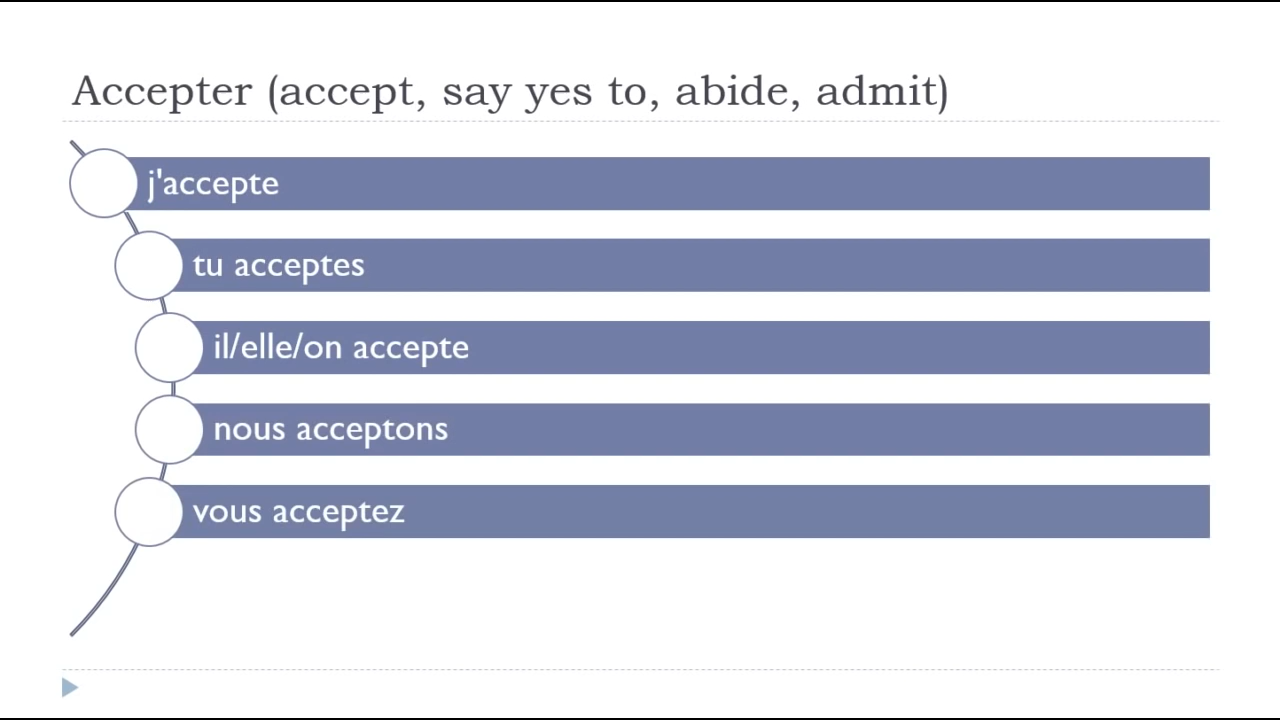 Accepter (accept, say yes to, abide, admit)
j'accepte
tu acceptes
il/elle/on accepte
nous acceptons
vous acceptez